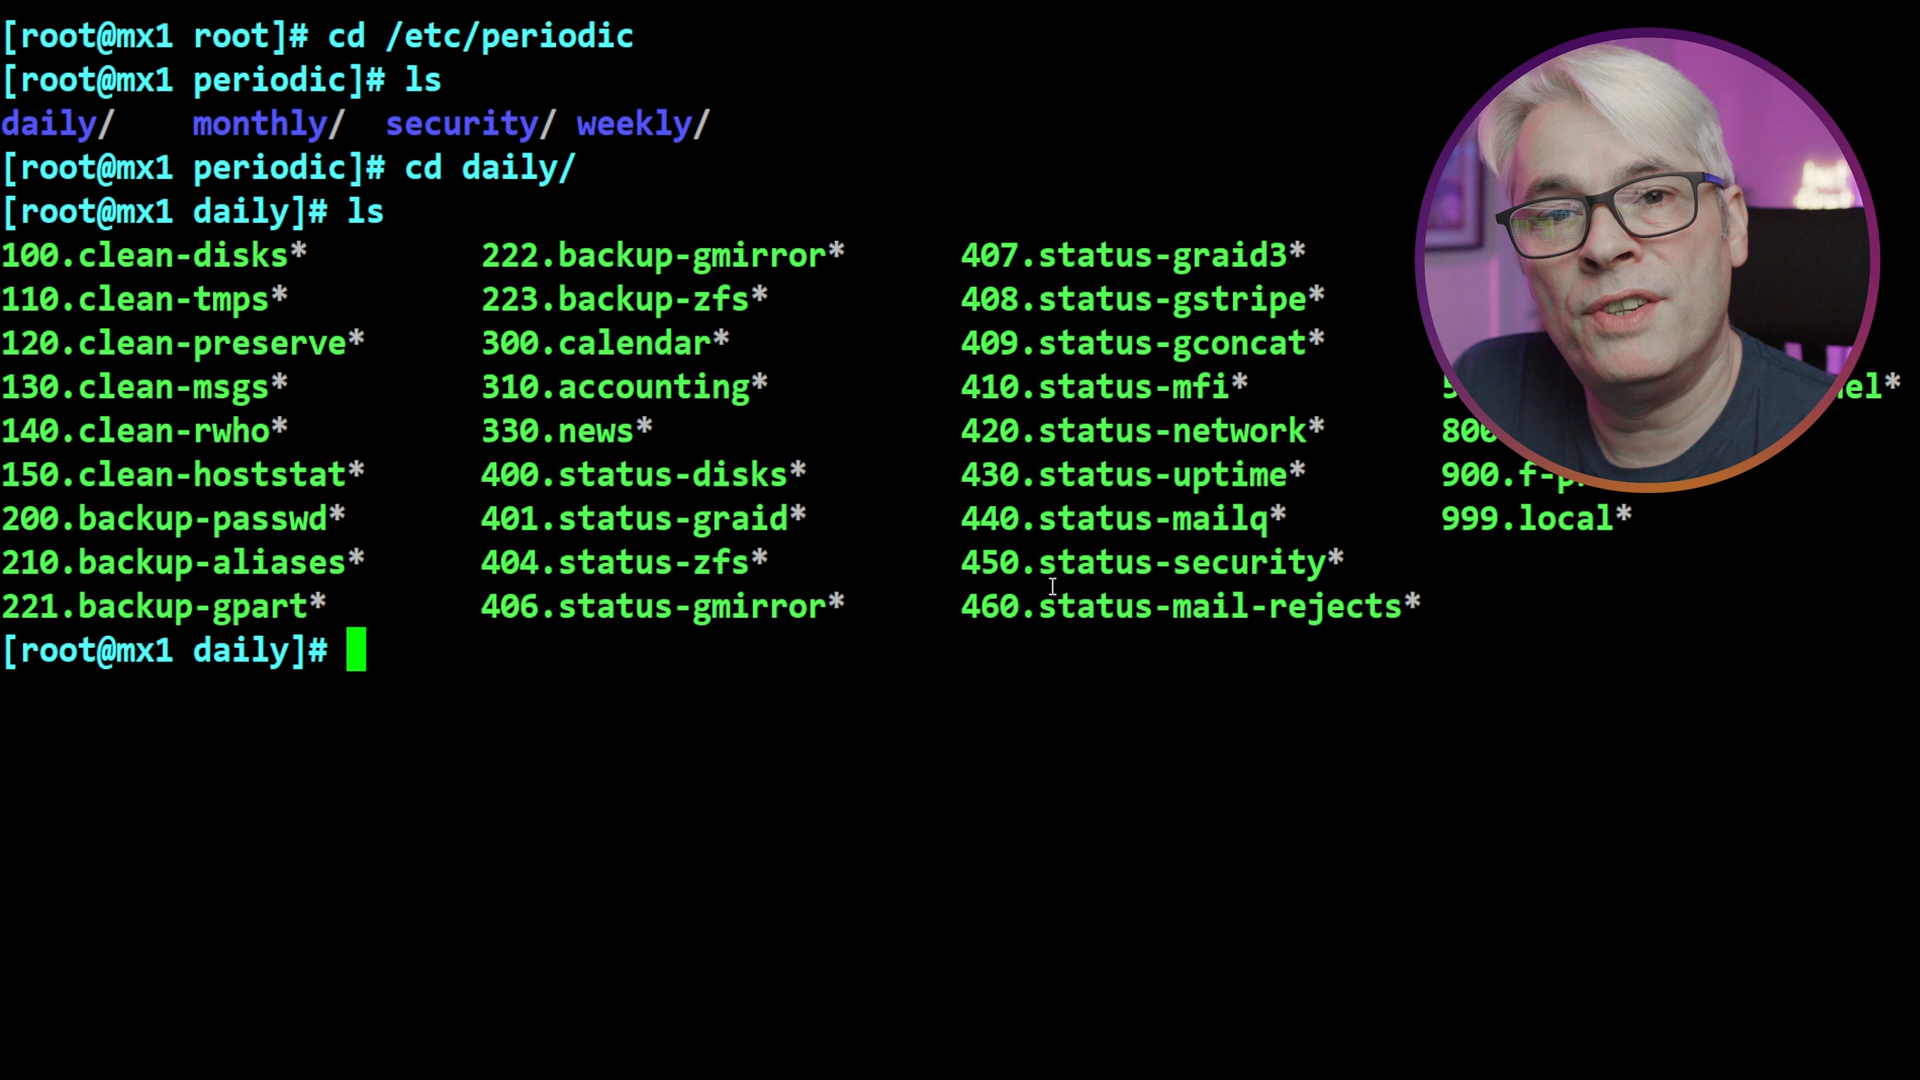 [root@mx1 root]# cd /etc/periodic
[root@mx1 periodic]# ls
daily/    monthly/  security/ weekly/
[root@mx1 periodic]# cd daily/
[root@mx1 daily]# ls
100.clean-disks*         222.backup-gmirror*      407.status-graid3*
110.clean-tmps*          223.backup-zfs*          408.status-gstripe*
120.clean-preserve*      300.calendar*            409.status-gconcat*
130.clean-msgs*          310.accounting*          410.status-mfi*
140.clean-rwho*          330.news*                420.status-network*
150.clean-hoststat*      400.status-disks*        430.status-uptime*
200.backup-passwd*       401.status-graid*        440.status-mailq*        999.local*
210.backup-aliases*      404.status-zfs*          450.status-security*
221.backup-gpart*        406.status-gmirror*      460.status-mail-rejects*
[root@mx1 daily]#